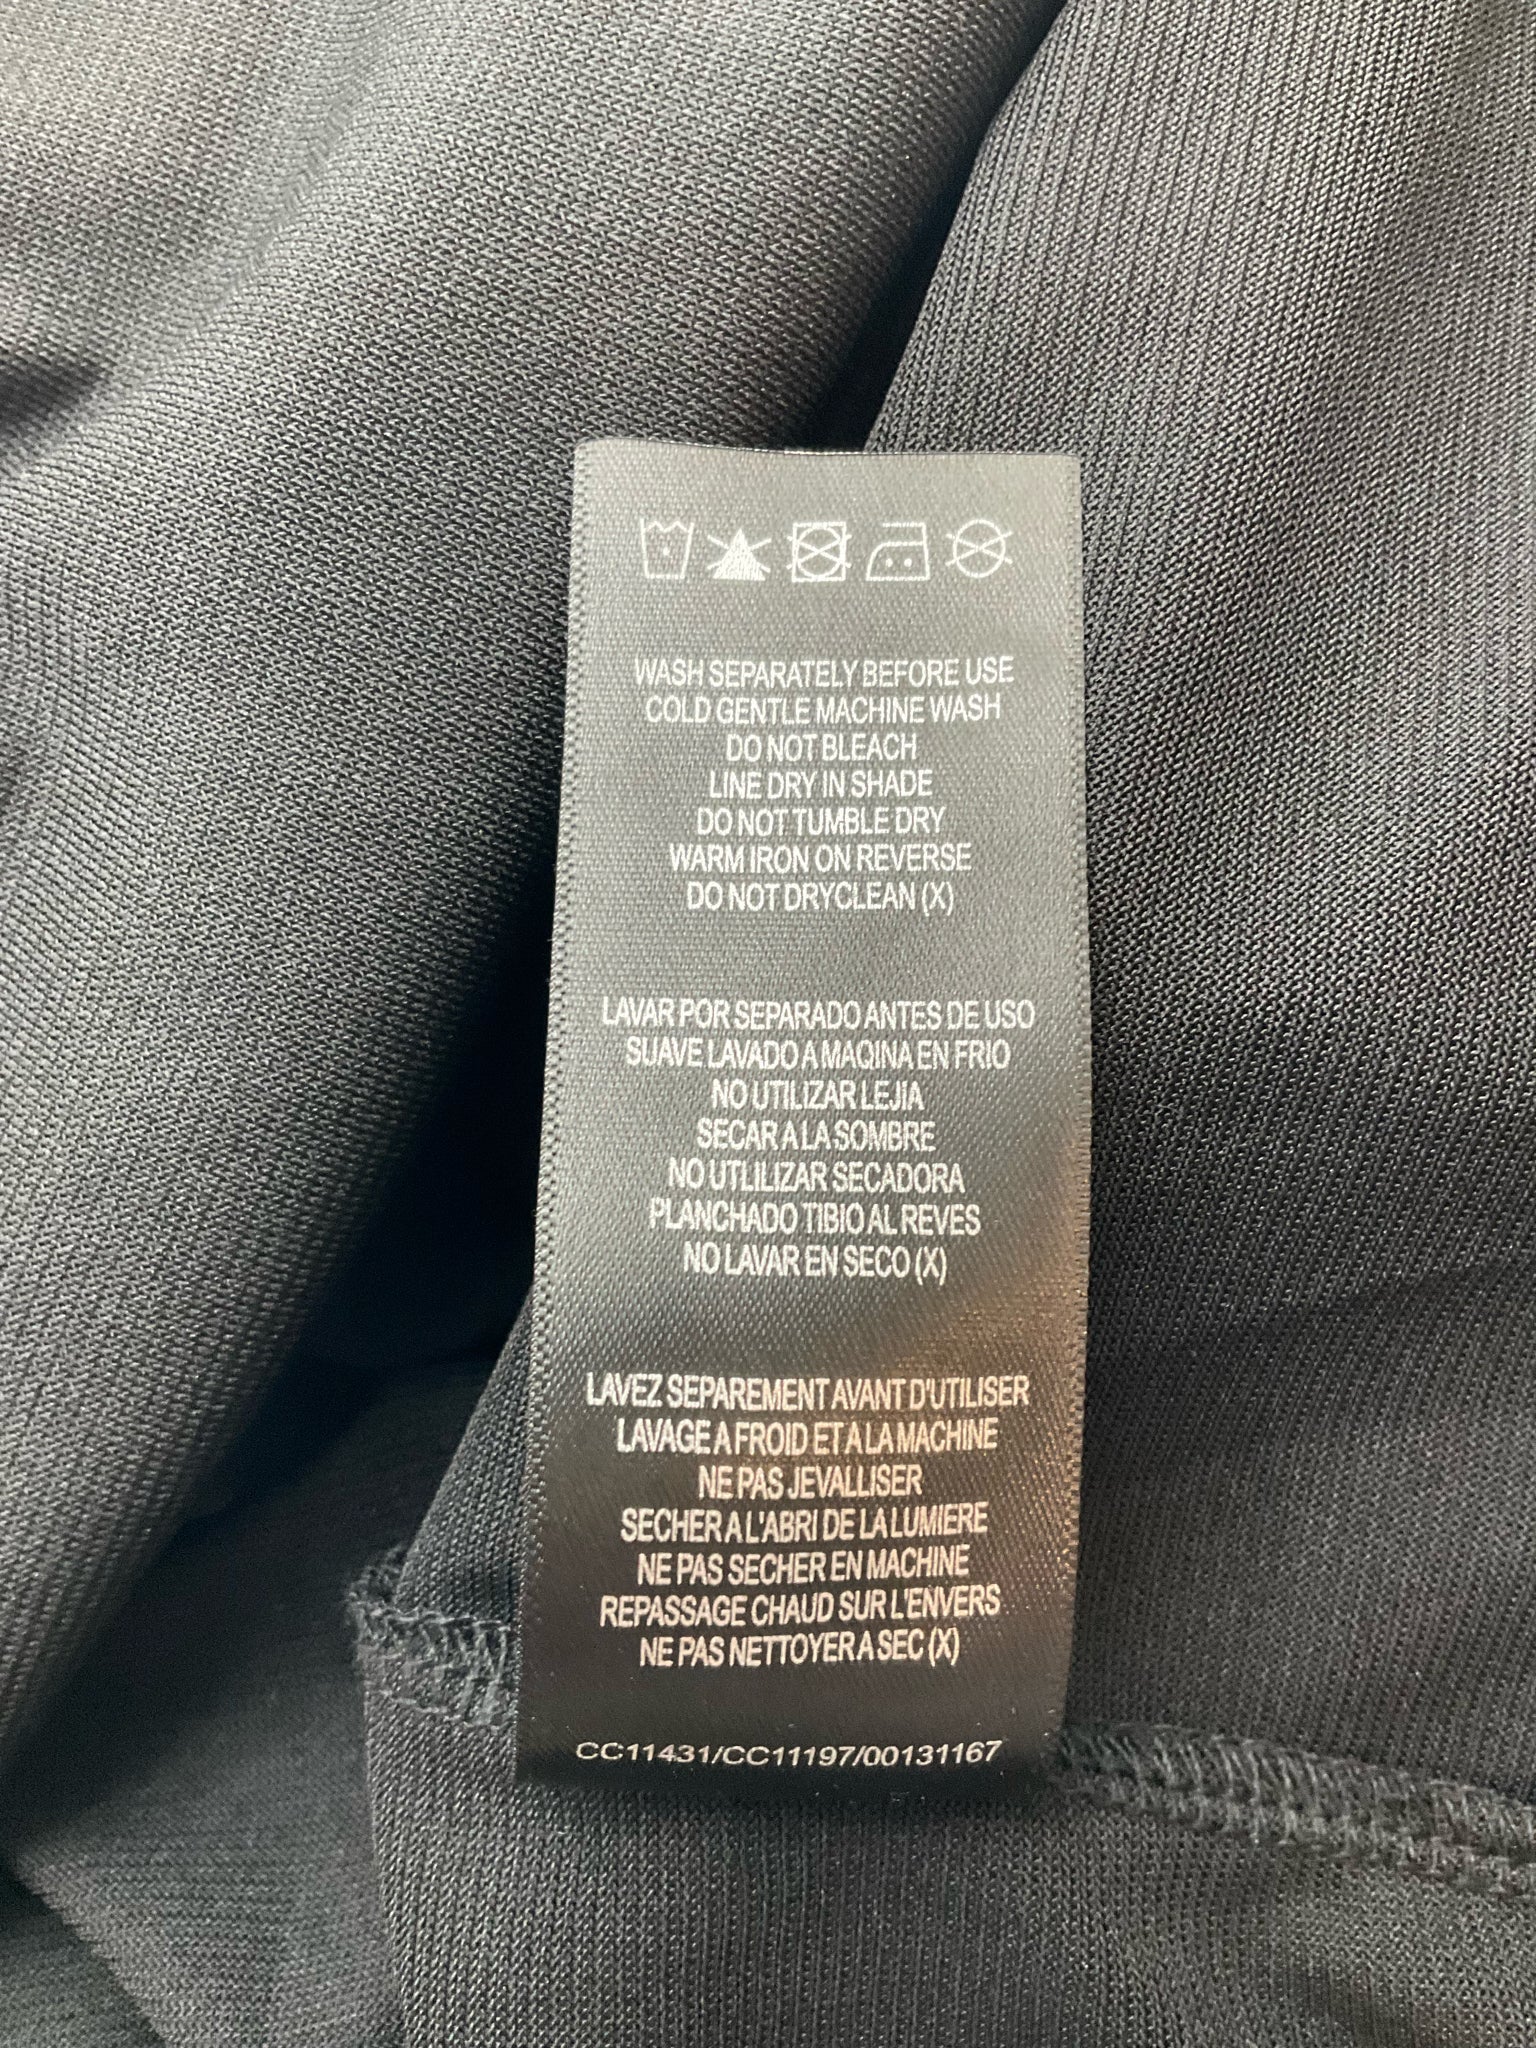 WASH SEPARATELY BEFORE USE
COLD GENTLE MACHINE WASH
DO NOT BLEACH
LINE DRY IN SHADE
DO NOT TUMBLE DRY
WARM IRON ON REVERSE
DO NOT DRYCLEAN (X)
LAVAR POR SEPARADO ANTES DE USO
SUAVE LAVADO A MAQINA EN FRIO
NO UTILIZAR LEJIA
SECAR A LA SOMBRE
NO UTLILIZAR SECADORA
PLANCHADO TIBIO AL REVES
NO LAVAR EN SECO (X)
LAVEZ SEPAREMENT AVANT D'UTILISER
LAVAGE A FROID ET A LA MACHINE
NE PAS JEVALLISER
SECHER A L'ABRI DE LA LUMIERE
NE PAS SECHER EN MACHINE
REPASSAGE CHAUD SUR L'ENVERS
NE PAS NETTOYER A SEC (X)
CC11431/CC11197/00131167